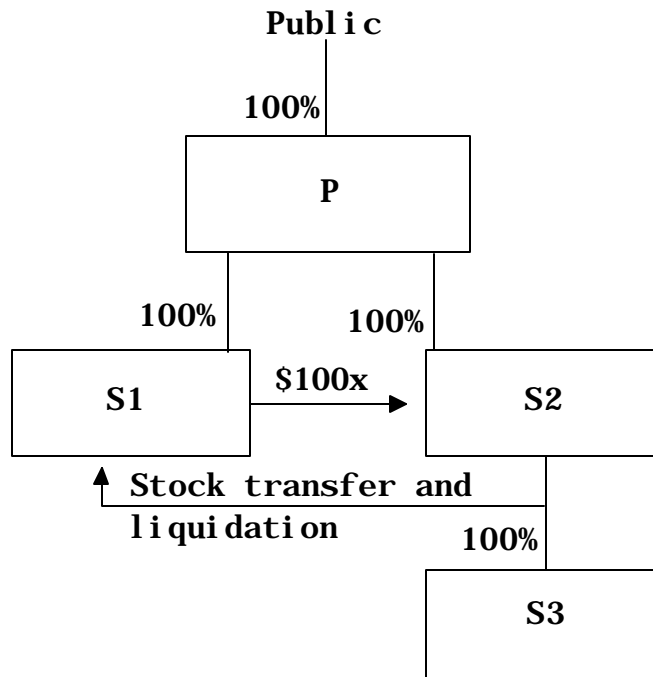 Public
100%
P
100%
100%
S1
$100x
S2
Stock transfer and
liquidation
100%
S3